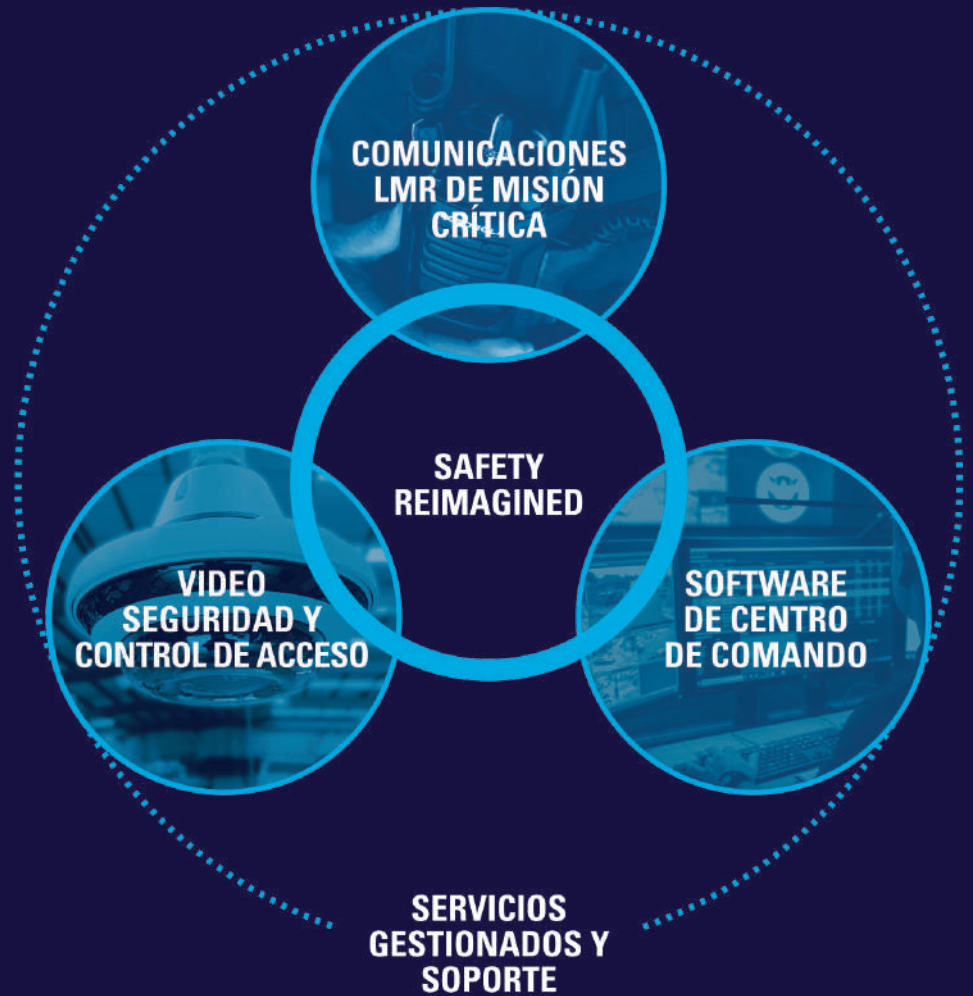 COMUNICACIONES
LMR DE MISIÓN
CRÍTICA
SAFETY
REIMAGINED
VIDEO
SEGURIDAD Y
CONTROL DE ACCESO
SOFTWARE
DE CENTRO
DE COMANDO
SERVICIOS
GESTIONADOS Y
SOPORTE